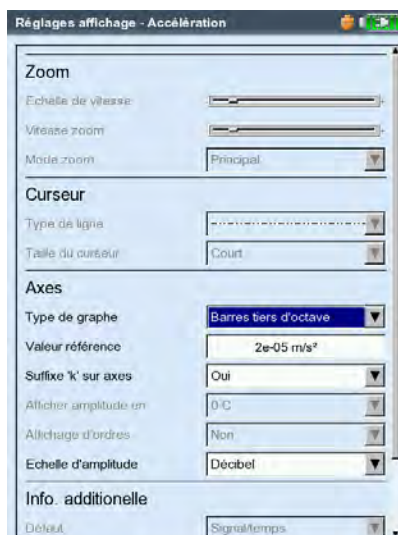 Réglages affichage - Accélération
Zoom
Echelle de vitesse
Vitesse zoom
Mode zoom Principal
Curseur
Type de ligne
Taille du curseur Court
Axes
Type de graphe Barres tiers d'octave
Valeur référence 2e-05 m/s²
Suffixe 'k' sur axes Oui
Afficher amplitude en 0-C
Affichage d'ordres Non
Echelle d'amplitude Décibel
Info. additionelle
Défaut Signal/temps